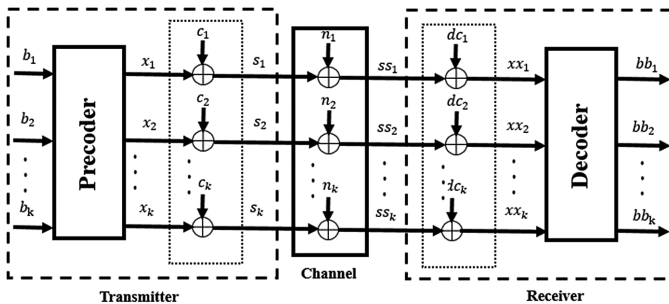 c₁ n₁ dc₁
b₁ x₁ s₁ ss₁ xx₁ bb₁
c₂ n₂ dc₂
b₂ x₂ s₂ ss₂ xx₂ bb₂
Precoder Decoder
cₖ nₖ dcₖ
bₖ xₖ sₖ ssₖ xxₖ bbₖ
Channel
Transmitter Receiver